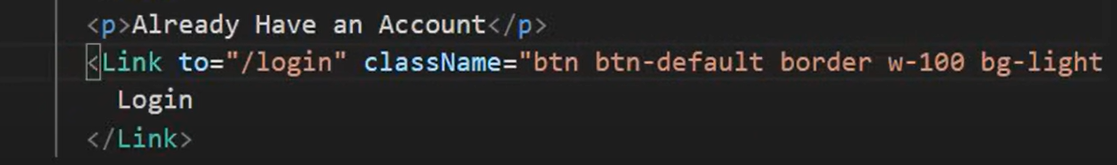 <p>Already Have an Account</p>
<Link to="/login" className="btn btn-default border w-100 bg-light
Login
</Link>